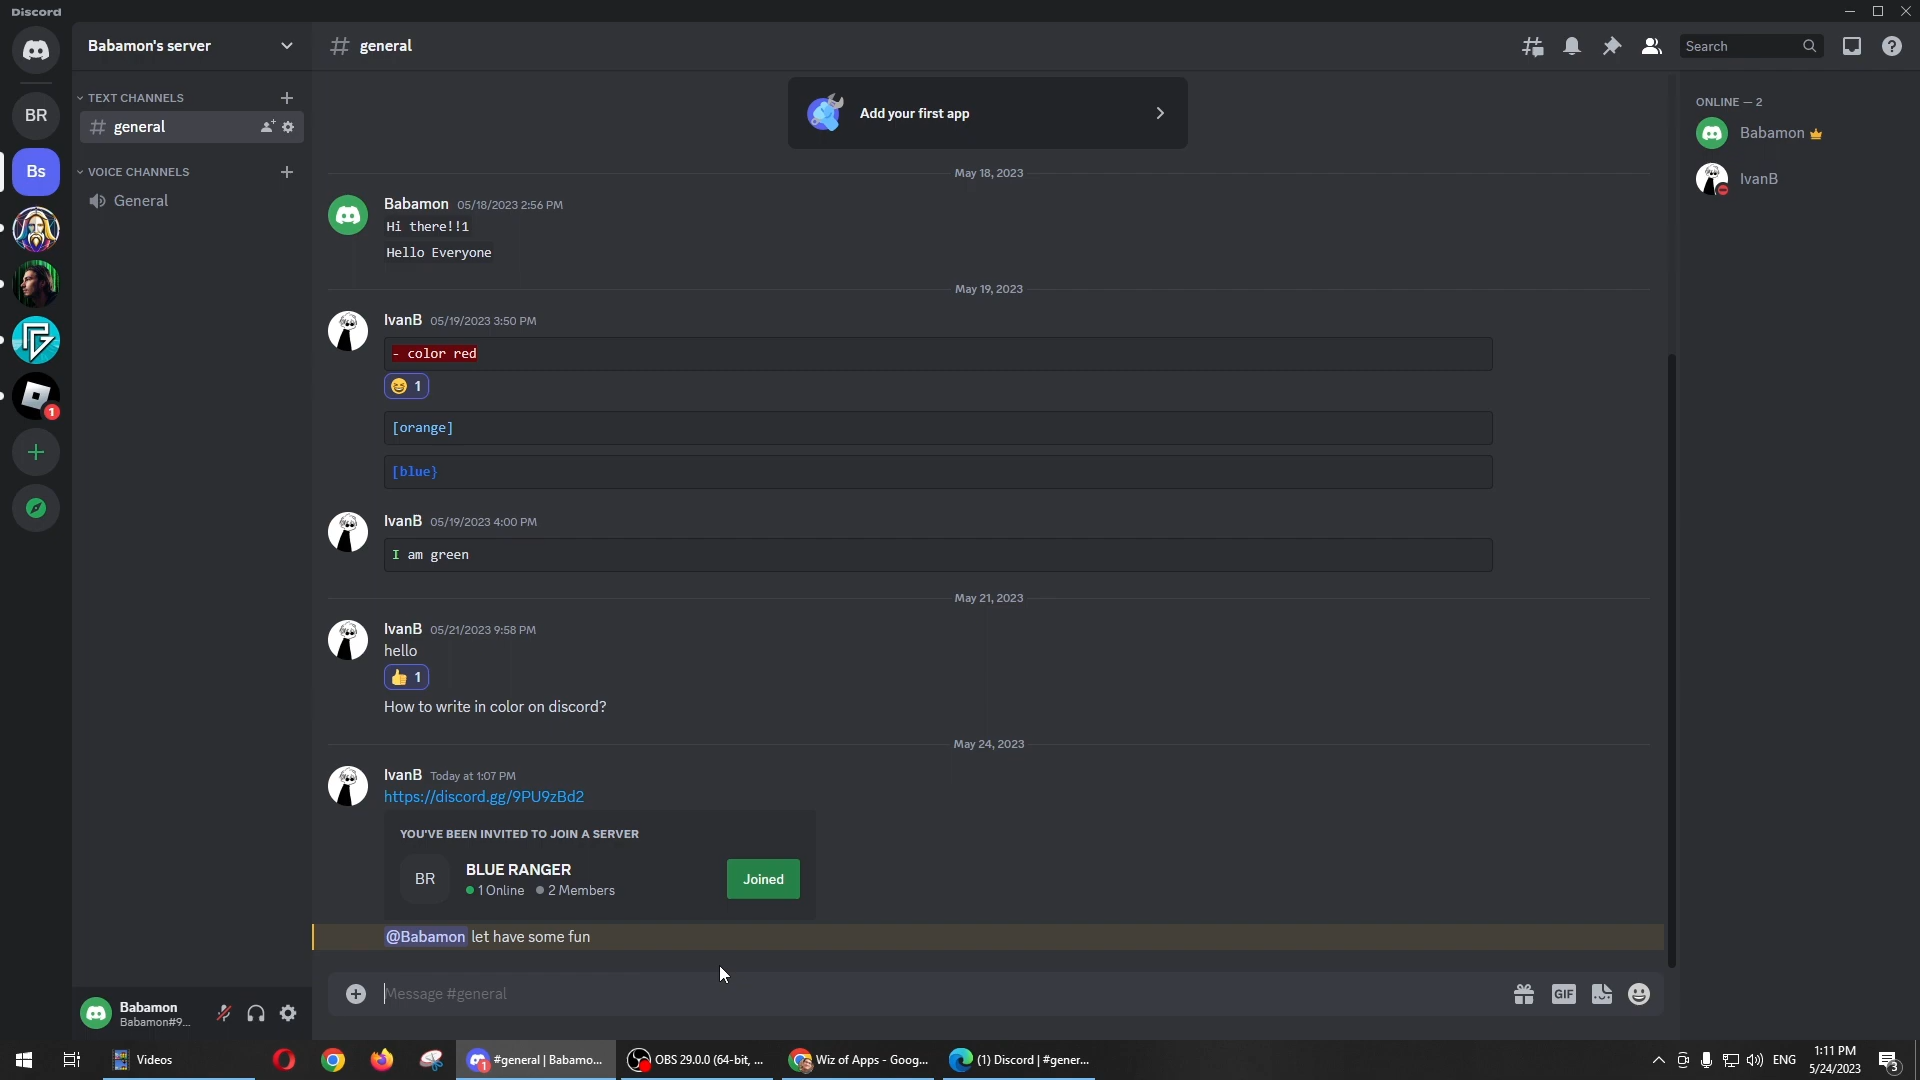 Discord
Babamon's server
general
Search
BR
Bs
1
TEXT CHANNELS
general
VOICE CHANNELS
General
Add your first app
May 18, 2023
Babamon 05/18/2023 2:56 PM
Hi there!!1
Hello Everyone
May 19, 2023
IvanB 05/19/2023 3:50 PM
- color red
1
[orange]
[blue}
IvanB 05/19/2023 4:00 PM
I am green
May 21, 2023
IvanB 05/21/2023 9:58 PM
hello
1
How to write in color on discord?
May 24, 2023
IvanB Today at 1:07 PM
https://discord.gg/9PU9zBd2
YOU'VE BEEN INVITED TO JOIN A SERVER
BR
BLUE RANGER
1 Online 2 Members
Joined
@Babamon let have some fun
Message #general
GIF
ONLINE — 2
Babamon
IvanB
Babamon
Babamon#9...
Videos
1
#general | Babamo...
OBS 29.0.0 (64-bit, ...
Wiz of Apps - Goog...
(1) Discord | #gener...
ENG
1:11 PM
5/24/2023
3